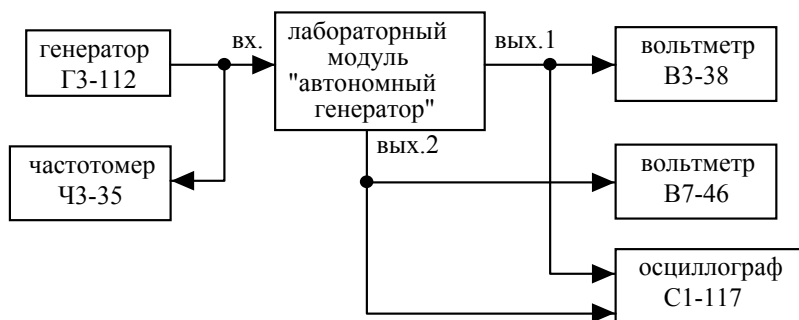 генератор
Г3-112
вх.
лабораторный
модуль
"автономный
генератор"
вых.1
вольтметр
В3-38
частотомер
Ч3-35
вых.2
вольтметр
В7-46
осциллограф
С1-117